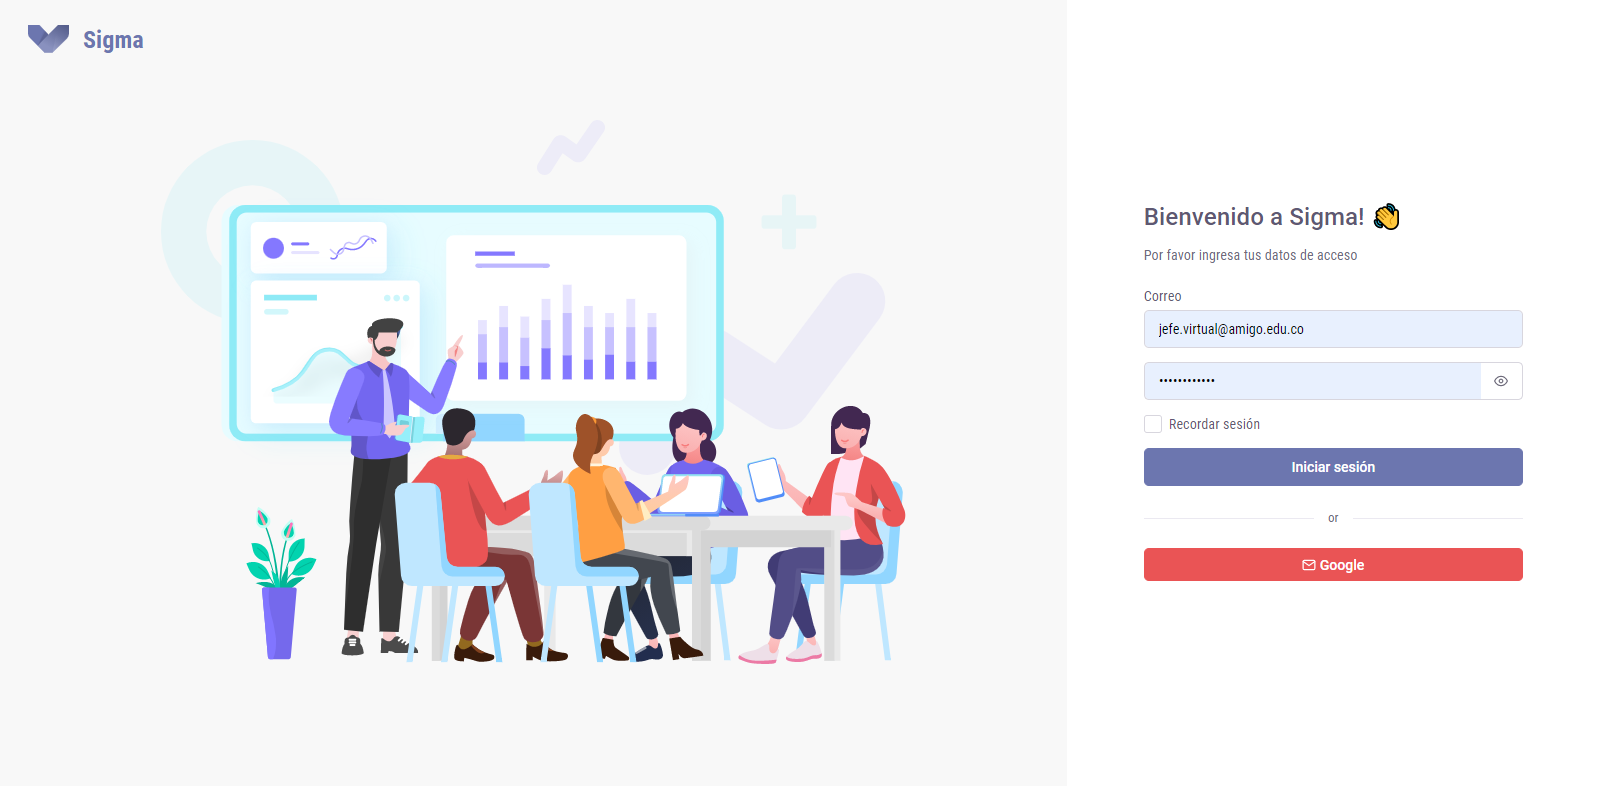 Sigma
Bienvenido a Sigma! 👋
Por favor ingresa tus datos de acceso
Correo
jefe.virtual@amigo.edu.co
••••••••••••
Recordar sesión
Iniciar sesión
or
Google